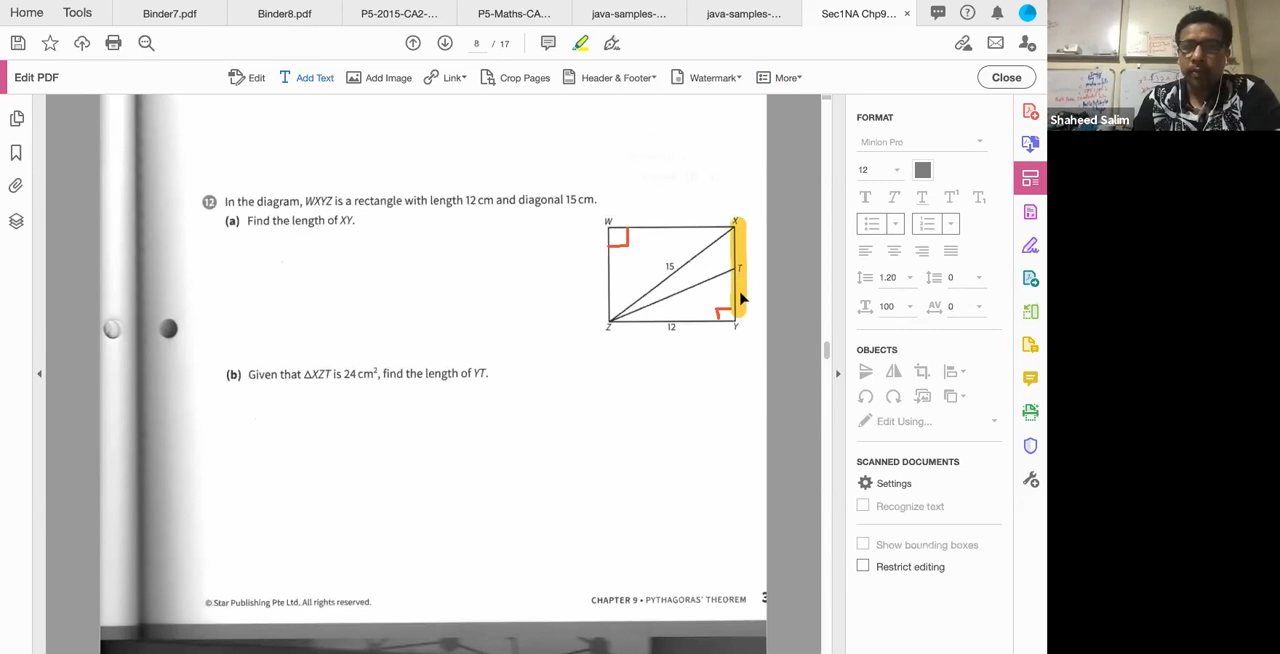 Binder7.pdf
Binder8.pdf
P5-2015-CA2-...
P5-Maths-CA...
java-samples-...
java-samples-...
Sec1NA Chp9... ×
Home Tools
8 / 17
Edit PDF
Edit
Add Text
Add Image
Link
Crop Pages
Header & Footer
Watermark
More
Close
12 In the diagram, WXYZ is a rectangle with length 12 cm and diagonal 15 cm.
(a) Find the length of XY.
W
X
15
T
Z
12
Y
(b) Given that △XZT is 24 cm², find the length of YT.
© Star Publishing Pte Ltd. All rights reserved.
CHAPTER 9 • PYTHAGORAS' THEOREM
FORMAT
Minion Pro
12
1.20
0
100
0
OBJECTS
Edit Using...
SCANNED DOCUMENTS
Settings
Recognize text
Show bounding boxes
Restrict editing
Shaheed Salim